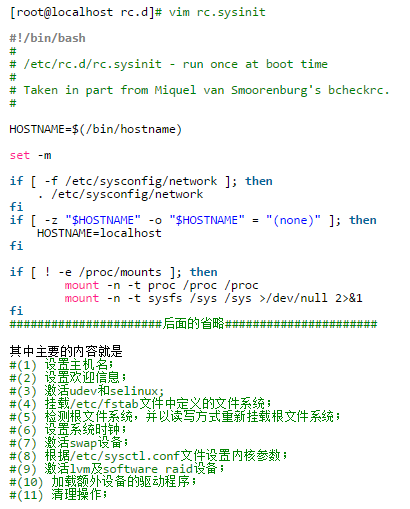 [root@localhost rc.d]# vim rc.sysinit
#!/bin/bash
#
# /etc/rc.d/rc.sysinit - run once at boot time
#
# Taken in part from Miquel van Smoorenburg's bcheckrc.
#
HOSTNAME=$(/bin/hostname)
set -m
if [ -f /etc/sysconfig/network ]; then
    . /etc/sysconfig/network
fi
if [ -z "$HOSTNAME" -o "$HOSTNAME" = "(none)" ]; then
    HOSTNAME=localhost
fi
if [ ! -e /proc/mounts ]; then
        mount -n -t proc /proc /proc
        mount -n -t sysfs /sys /sys >/dev/null 2>&1
fi
######################后面的省略######################
其中主要的内容就是
#(1) 设置主机名；
#(2) 设置欢迎信息；
#(3) 激活udev和selinux;
#(4) 挂载/etc/fstab文件中定义的文件系统；
#(5) 检测根文件系统，并以读写方式重新挂载根文件系统；
#(6) 设置系统时钟；
#(7) 激活swap设备；
#(8) 根据/etc/sysctl.conf文件设置内核参数；
#(9) 激活lvm及software raid设备；
#(10) 加载额外设备的驱动程序；
#(11) 清理操作；